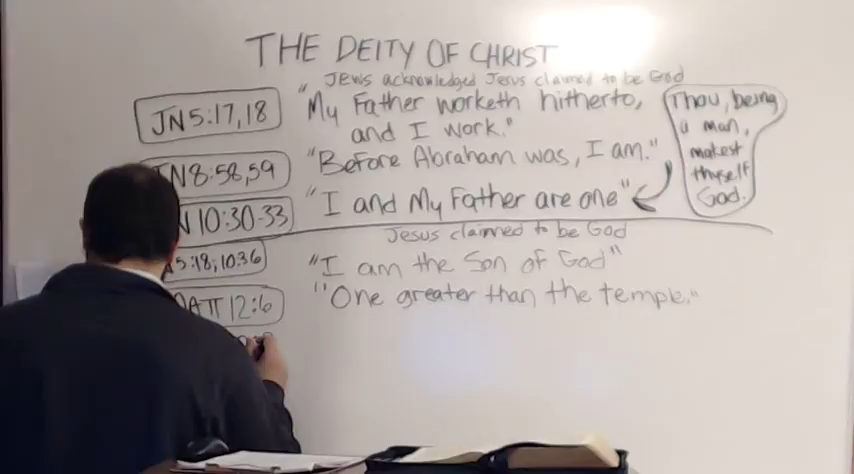 THE DEITY OF CHRIST
Jews acknowledged Jesus claimed to be God
JN 5:17,18
"My Father worketh hitherto,
and I work."
N 8:58,59
"Before Abraham was, I am."
N 10:30-33
"I and My Father are one"
Thou, being
a man,
makest
thyself
God.
Jesus claimed to be God
5:18; 10:36
"I am the Son of God"
ATT 12:6
"One greater than the temple."